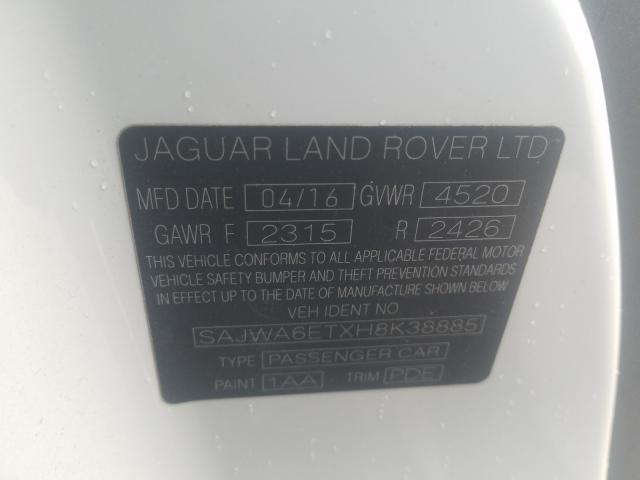 JAGUAR LAND ROVER LTD
MFD DATE 04/16 GVWR 4520
GAWR F 2315 R 2426
THIS VEHICLE CONFORMS TO ALL APPLICABLE FEDERAL MOTOR
VEHICLE SAFETY BUMPER AND THEFT PREVENTION STANDARDS
IN EFFECT UP TO THE DATE OF MANUFACTURE SHOWN BELOW
VEH IDENT NO
SAJWA6ETXH8K38885
TYPE PASSENGER CAR
PAINT 1AA TRIM PDE